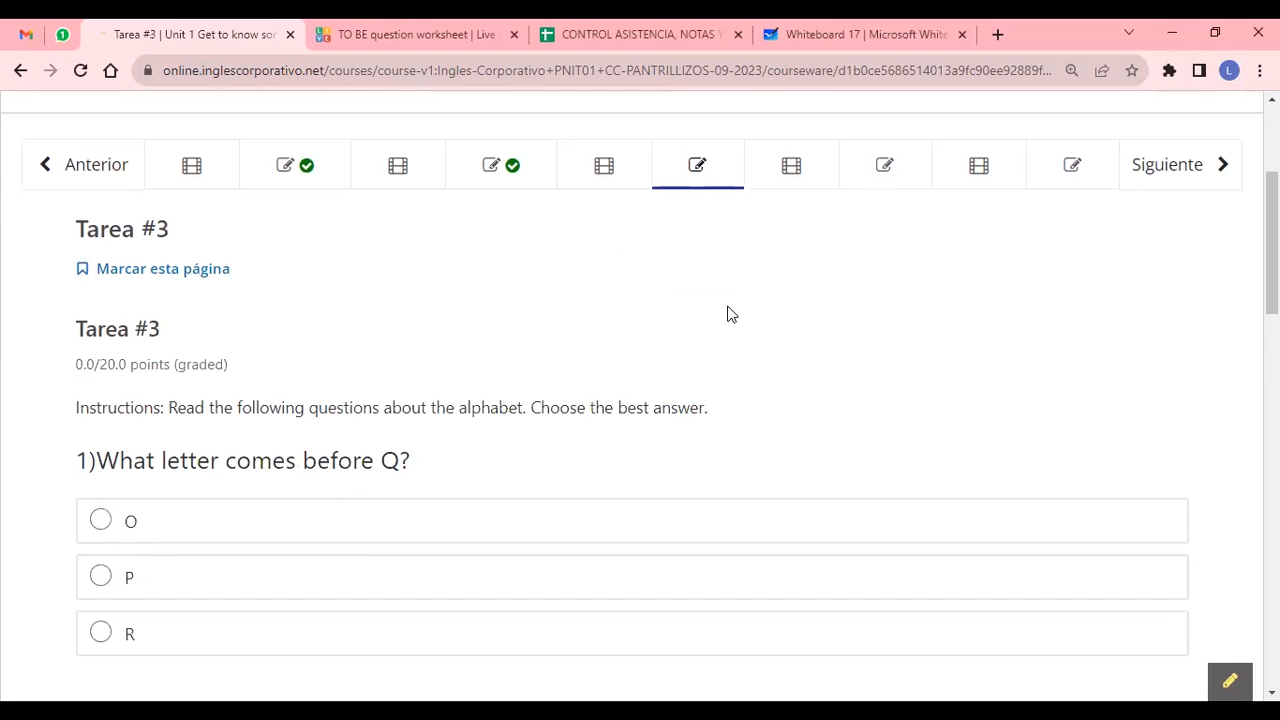 1
Tarea #3 | Unit 1 Get to know sor
TO BE question worksheet | Live
CONTROL ASISTENCIA, NOTAS Y
Whiteboard 17 | Microsoft White
online.inglescorporativo.net/courses/course-v1:Ingles-Corporativo+PNIT01+CC-PANTRILLIZOS-09-2023/courseware/d1b0ce5686514013a9fc90ee92889f...
L
Anterior
Siguiente
Tarea #3
Marcar esta página
Tarea #3
0.0/20.0 points (graded)
Instructions: Read the following questions about the alphabet. Choose the best answer.
1)What letter comes before Q?
O
P
R